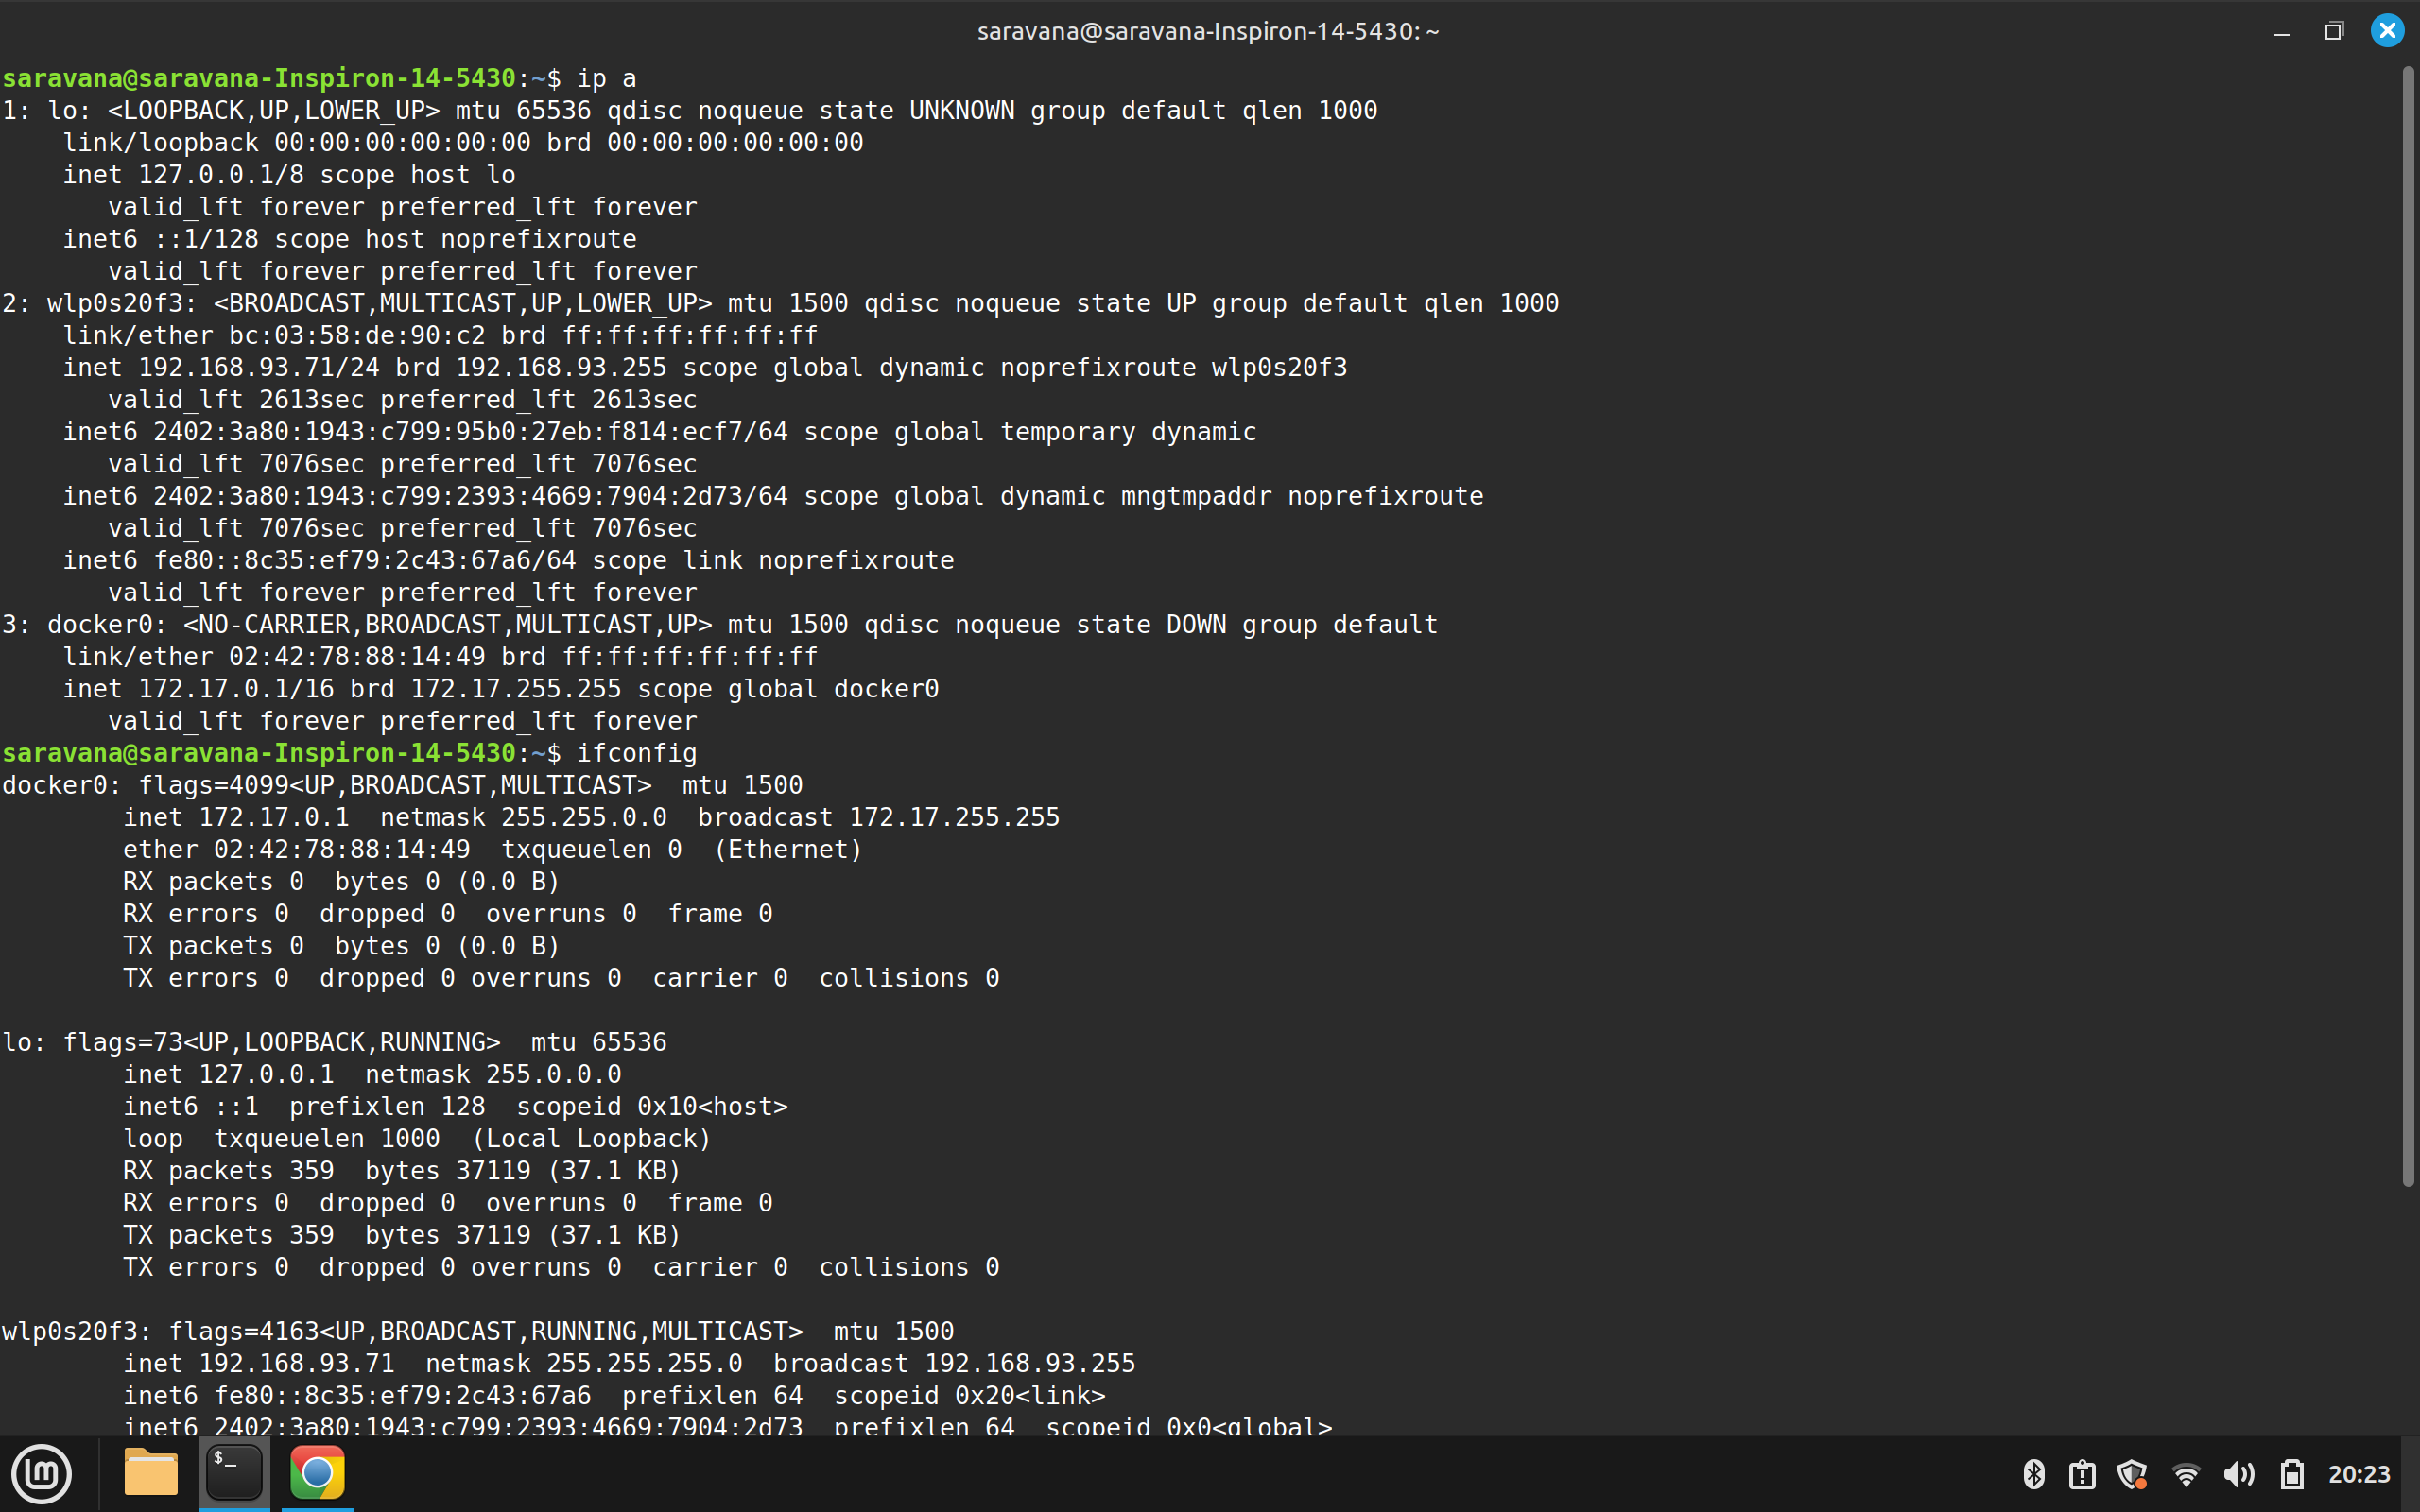 saravana@saravana-Inspiron-14-5430: ~
saravana@saravana-Inspiron-14-5430:~$ ip a
1: lo: <LOOPBACK,UP,LOWER_UP> mtu 65536 qdisc noqueue state UNKNOWN group default qlen 1000
    link/loopback 00:00:00:00:00:00 brd 00:00:00:00:00:00
    inet 127.0.0.1/8 scope host lo
       valid_lft forever preferred_lft forever
    inet6 ::1/128 scope host noprefixroute
       valid_lft forever preferred_lft forever
2: wlp0s20f3: <BROADCAST,MULTICAST,UP,LOWER_UP> mtu 1500 qdisc noqueue state UP group default qlen 1000
    link/ether bc:03:58:de:90:c2 brd ff:ff:ff:ff:ff:ff
    inet 192.168.93.71/24 brd 192.168.93.255 scope global dynamic noprefixroute wlp0s20f3
       valid_lft 2613sec preferred_lft 2613sec
    inet6 2402:3a80:1943:c799:95b0:27eb:f814:ecf7/64 scope global temporary dynamic
       valid_lft 7076sec preferred_lft 7076sec
    inet6 2402:3a80:1943:c799:2393:4669:7904:2d73/64 scope global dynamic mngtmpaddr noprefixroute
       valid_lft 7076sec preferred_lft 7076sec
    inet6 fe80::8c35:ef79:2c43:67a6/64 scope link noprefixroute
       valid_lft forever preferred_lft forever
3: docker0: <NO-CARRIER,BROADCAST,MULTICAST,UP> mtu 1500 qdisc noqueue state DOWN group default
    link/ether 02:42:78:88:14:49 brd ff:ff:ff:ff:ff:ff
    inet 172.17.0.1/16 brd 172.17.255.255 scope global docker0
       valid_lft forever preferred_lft forever
saravana@saravana-Inspiron-14-5430:~$ ifconfig
docker0: flags=4099<UP,BROADCAST,MULTICAST>  mtu 1500
        inet 172.17.0.1  netmask 255.255.0.0  broadcast 172.17.255.255
        ether 02:42:78:88:14:49  txqueuelen 0  (Ethernet)
        RX packets 0  bytes 0 (0.0 B)
        RX errors 0  dropped 0  overruns 0  frame 0
        TX packets 0  bytes 0 (0.0 B)
        TX errors 0  dropped 0 overruns 0  carrier 0  collisions 0
lo: flags=73<UP,LOOPBACK,RUNNING>  mtu 65536
        inet 127.0.0.1  netmask 255.0.0.0
        inet6 ::1  prefixlen 128  scopeid 0x10<host>
        loop  txqueuelen 1000  (Local Loopback)
        RX packets 359  bytes 37119 (37.1 KB)
        RX errors 0  dropped 0  overruns 0  frame 0
        TX packets 359  bytes 37119 (37.1 KB)
        TX errors 0  dropped 0 overruns 0  carrier 0  collisions 0
wlp0s20f3: flags=4163<UP,BROADCAST,RUNNING,MULTICAST>  mtu 1500
        inet 192.168.93.71  netmask 255.255.255.0  broadcast 192.168.93.255
        inet6 fe80::8c35:ef79:2c43:67a6  prefixlen 64  scopeid 0x20<link>
        inet6 2402:3a80:1943:c799:2393:4669:7904:2d73  prefixlen 64  scopeid 0x0<global>
$_
20:23